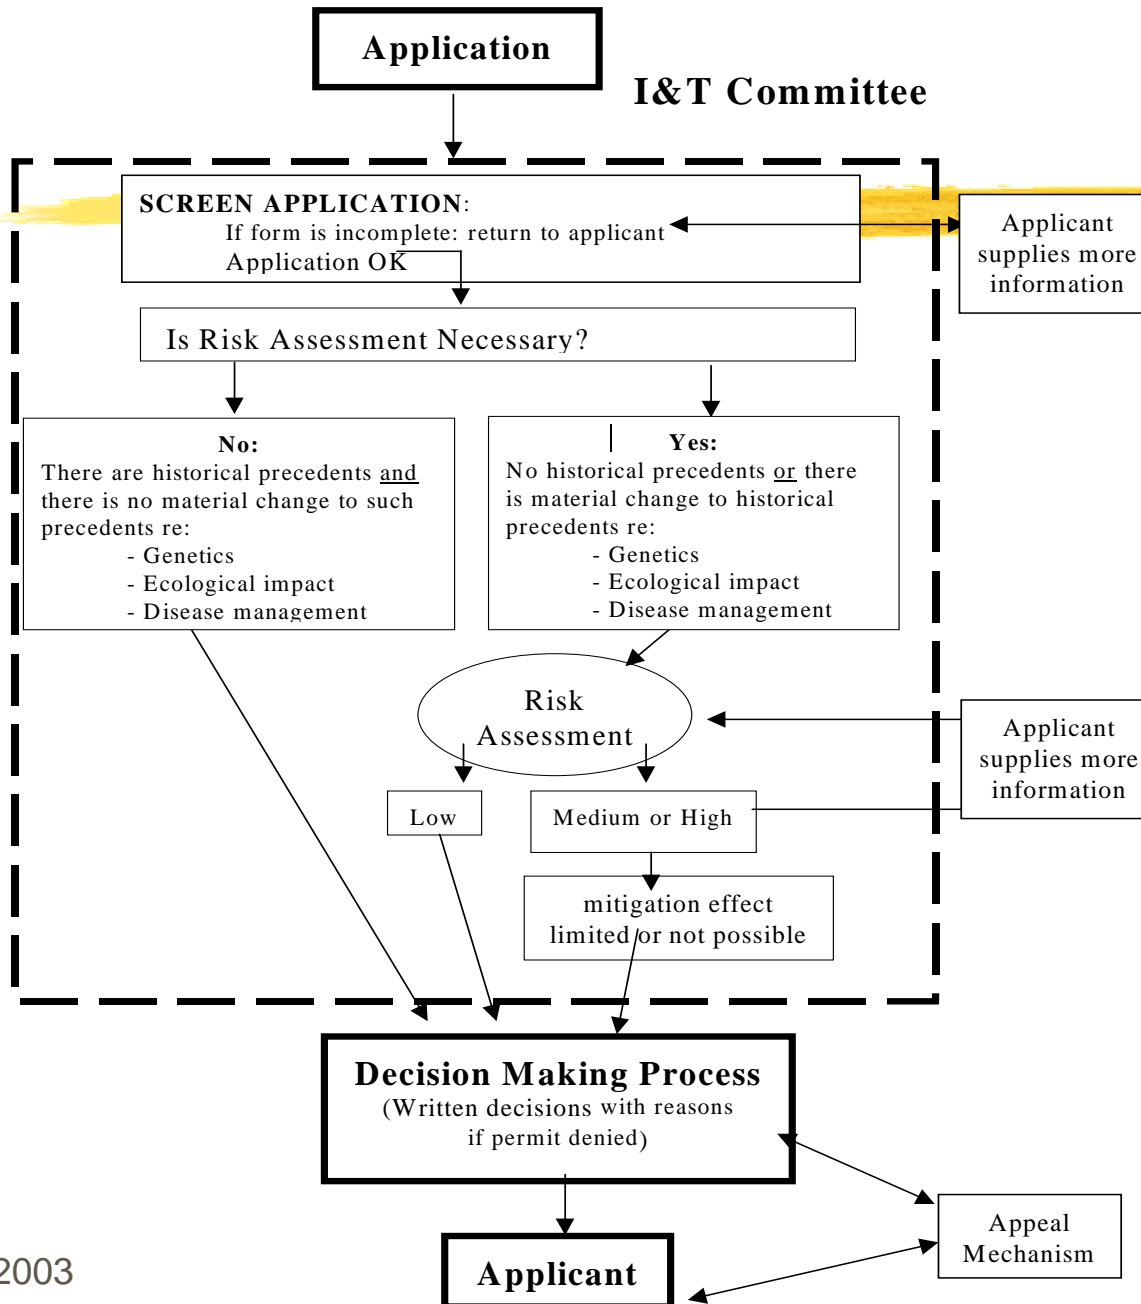 Application
I&T Committee
SCREEN APPLICATION:
If form is incomplete: return to applicant
Application OK
Applicant
supplies more
information
Is Risk Assessment Necessary?
No:
There are historical precedents and
there is no material change to such
precedents re:
- Genetics
- Ecological impact
- Disease management
Yes:
No historical precedents or there
is material change to historical
precedents re:
- Genetics
- Ecological impact
- Disease management
Risk
Assessment
Applicant
supplies more
information
Low
Medium or High
mitigation effect
limited or not possible
Decision Making Process
(Written decisions with reasons
if permit denied)
Appeal
Mechanism
Applicant
2003